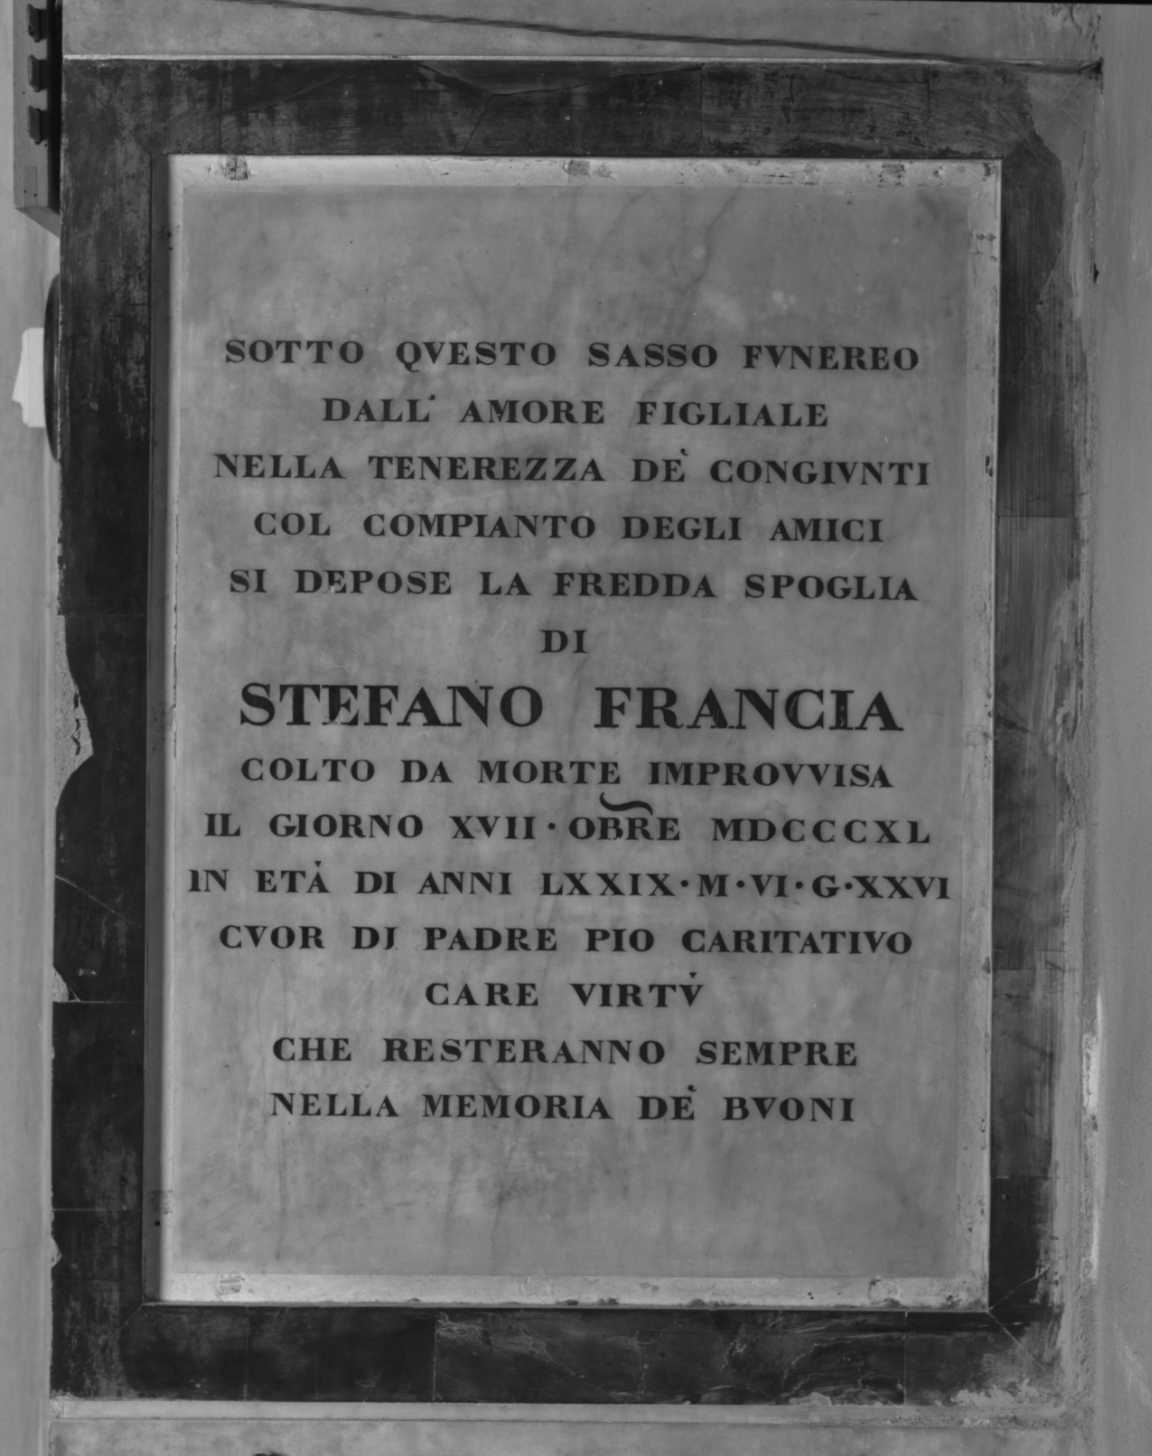 SOTTO QVESTO SASSO FVNEREO
DALL' AMORE FIGLIALE
NELLA TENEREZZA DE' CONGIVNTI
COL COMPIANTO DEGLI AMICI
SI DEPOSE LA FREDDA SPOGLIA
DI
STEFANO FRANCIA
COLTO DA MORTE IMPROVVISA
IL GIORNO XVII · OBRE MDCCCXL
IN ETÀ DI ANNI LXXIX · M · VI · G · XXVI
CVOR DI PADRE PIO CARITATIVO
CARE VIRTV̇
CHE RESTERANNO SEMPRE
NELLA MEMORIA DE' BVONI